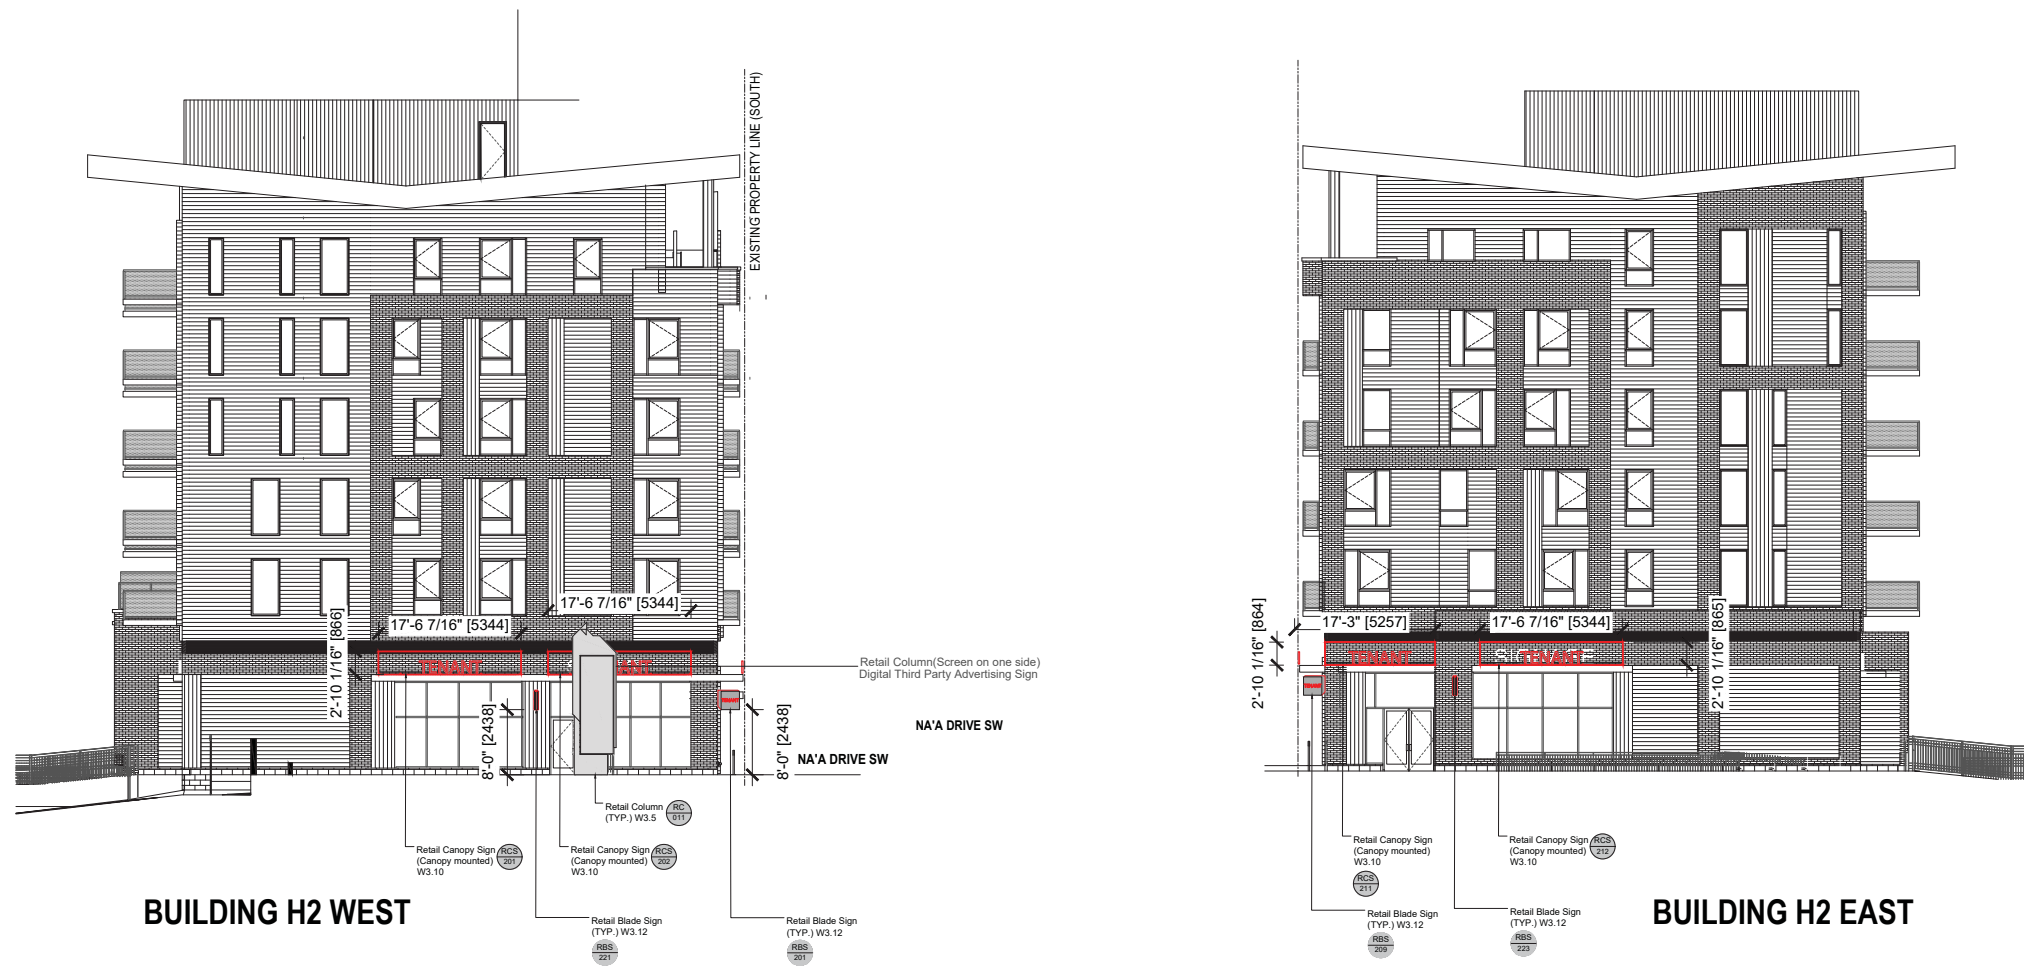 EXISTING PROPERTY LINE (SOUTH)
17'-6 7/16" [5344]
17'-6 7/16" [5344]
2'-10 1/16" [866]
TENANT
ANT
TENANT
8'-0" [2438]
8'-0" [2438]
Retail Column(Screen on one side)
Digital Third Party Advertising Sign
NA'A DRIVE SW
NA'A DRIVE SW
Retail Column
(TYP.) W3.5
RC
011
Retail Canopy Sign
(Canopy mounted)
W3.10
RCS
201
Retail Canopy Sign
(Canopy mounted)
W3.10
RCS
202
Retail Blade Sign
(TYP.) W3.12
RBS
221
Retail Blade Sign
(TYP.) W3.12
RBS
201
BUILDING H2 WEST
2'-10 1/16" [864]
17'-3" [5257]
17'-6 7/16" [5344]
2'-10 1/16" [865]
TENANT
TENANT
TENANT
Retail Canopy Sign
(Canopy mounted)
W3.10
RCS
211
Retail Canopy Sign
(Canopy mounted)
W3.10
RCS
212
Retail Blade Sign
(TYP.) W3.12
RBS
209
Retail Blade Sign
(TYP.) W3.12
RBS
223
BUILDING H2 EAST